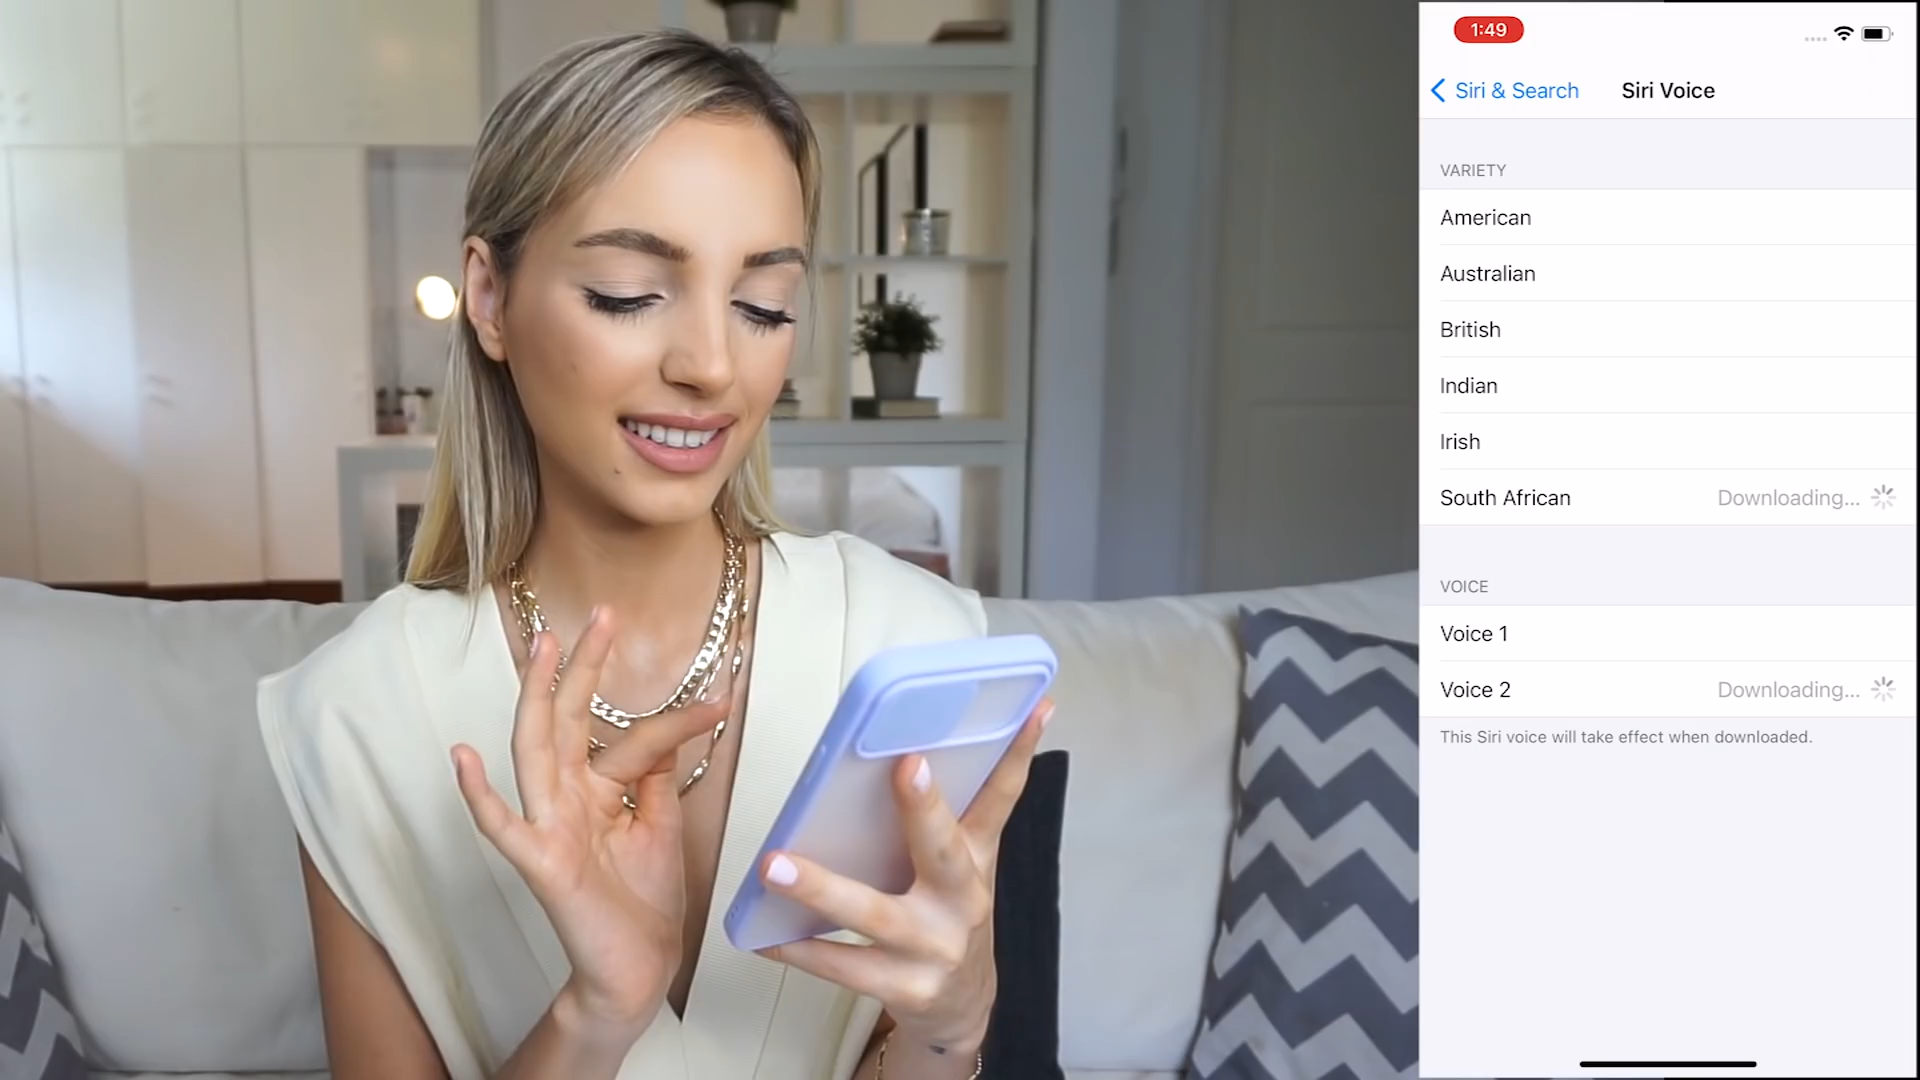 1:49
Siri & Search
Siri Voice
VARIETY
American
Australian
British
Indian
Irish
South African Downloading...
VOICE
Voice 1
Voice 2 Downloading...
This Siri voice will take effect when downloaded.